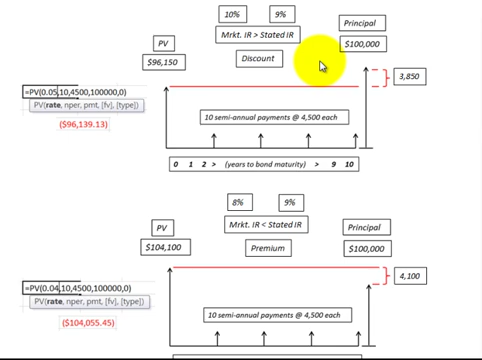 10% 9%
Mrkt. IR > Stated IR
Principal
PV
$100,000
$96,150
Discount
3,850
=PV(0.05,10,4500,100000,0)
PV(rate, nper, pmt, [fv], [type])
($96,139.13)
10 semi-annual payments @ 4,500 each
0 1 2 > (years to bond maturity) > 9 10
8% 9%
Mrkt. IR < Stated IR
PV
Principal
$104,100
Premium
$100,000
4,100
=PV(0.04,10,4500,100000,0)
PV(rate, nper, pmt, [fv], [type])
($104,055.45)
10 semi-annual payments @ 4,500 each